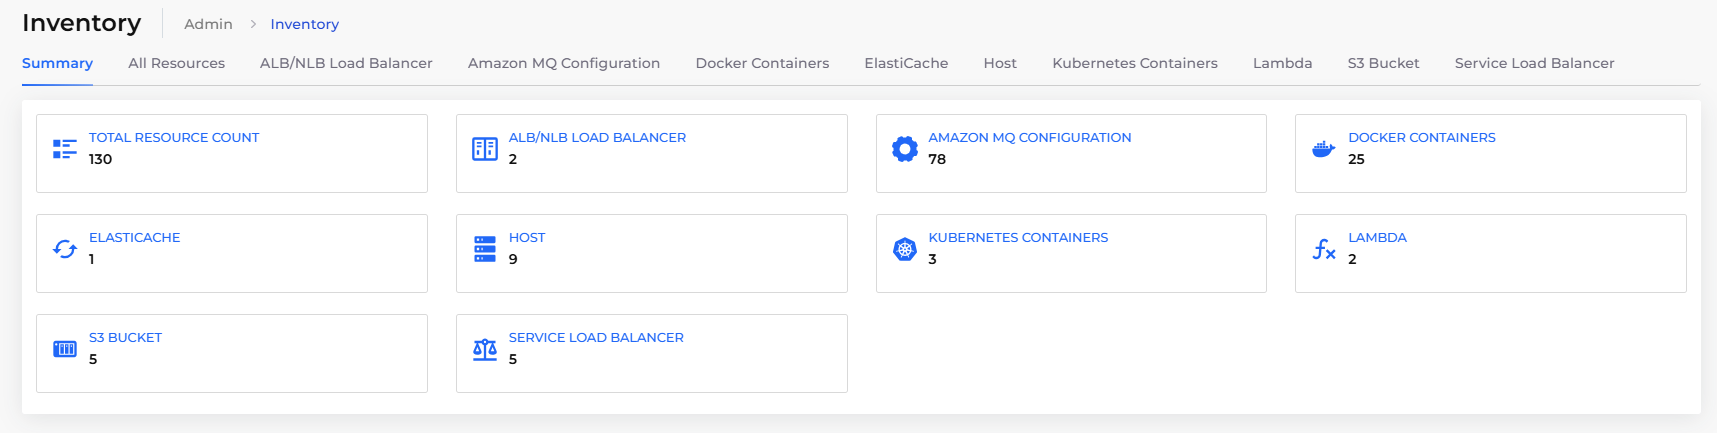 Inventory Admin > Inventory
Summary All Resources ALB/NLB Load Balancer Amazon MQ Configuration Docker Containers ElastiCache Host Kubernetes Containers Lambda S3 Bucket Service Load Balancer
TOTAL RESOURCE COUNT
130
ALB/NLB LOAD BALANCER
2
AMAZON MQ CONFIGURATION
78
DOCKER CONTAINERS
25
ELASTICACHE
1
HOST
9
KUBERNETES CONTAINERS
3
LAMBDA
2
S3 BUCKET
5
SERVICE LOAD BALANCER
5